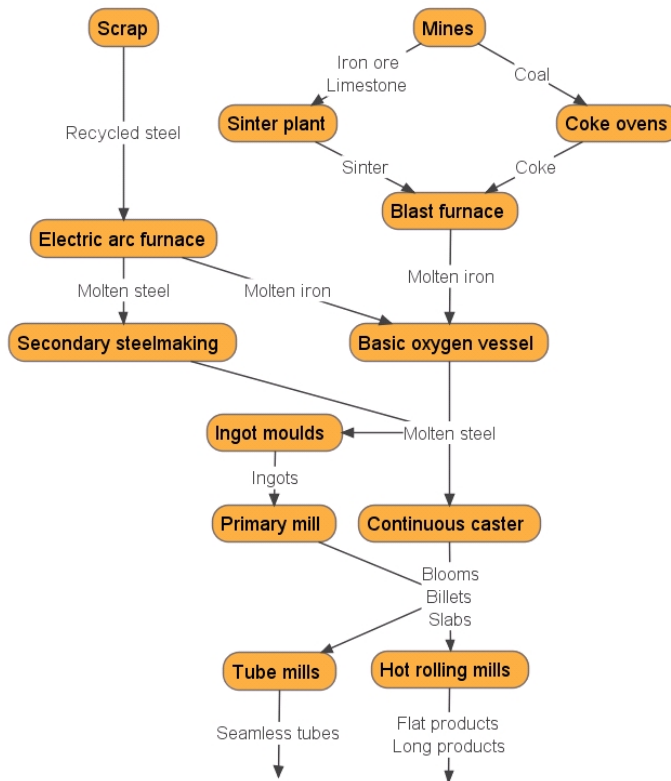 Scrap
Mines
Iron ore
Limestone
Coal
Sinter plant
Coke ovens
Recycled steel
Sinter
Coke
Blast furnace
Electric arc furnace
Molten steel
Molten iron
Molten iron
Secondary steelmaking
Basic oxygen vessel
Ingot moulds
Molten steel
Ingots
Primary mill
Continuous caster
Blooms
Billets
Slabs
Tube mills
Hot rolling mills
Seamless tubes
Flat products
Long products